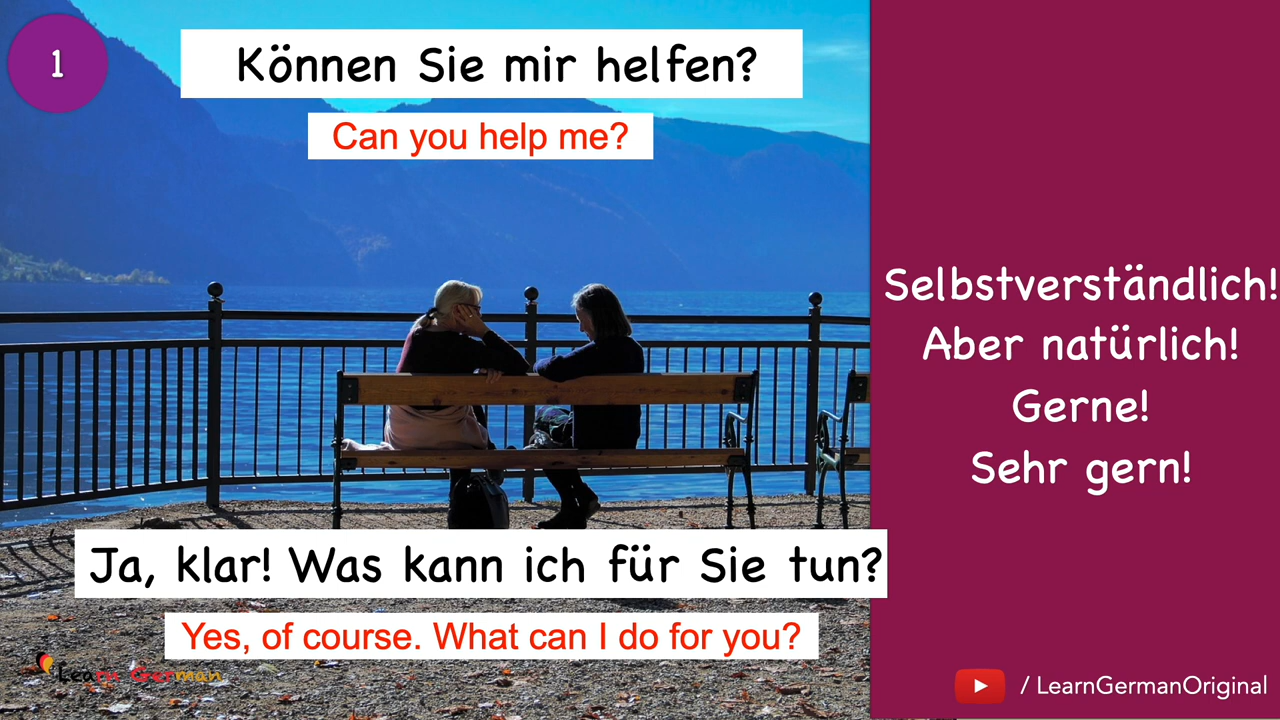 1
Können Sie mir helfen?
Can you help me?
Ja, klar! Was kann ich für Sie tun?
Yes, of course. What can I do for you?
Selbstverständlich!
Aber natürlich!
Gerne!
Sehr gern!
Learn German
/ LearnGermanOriginal